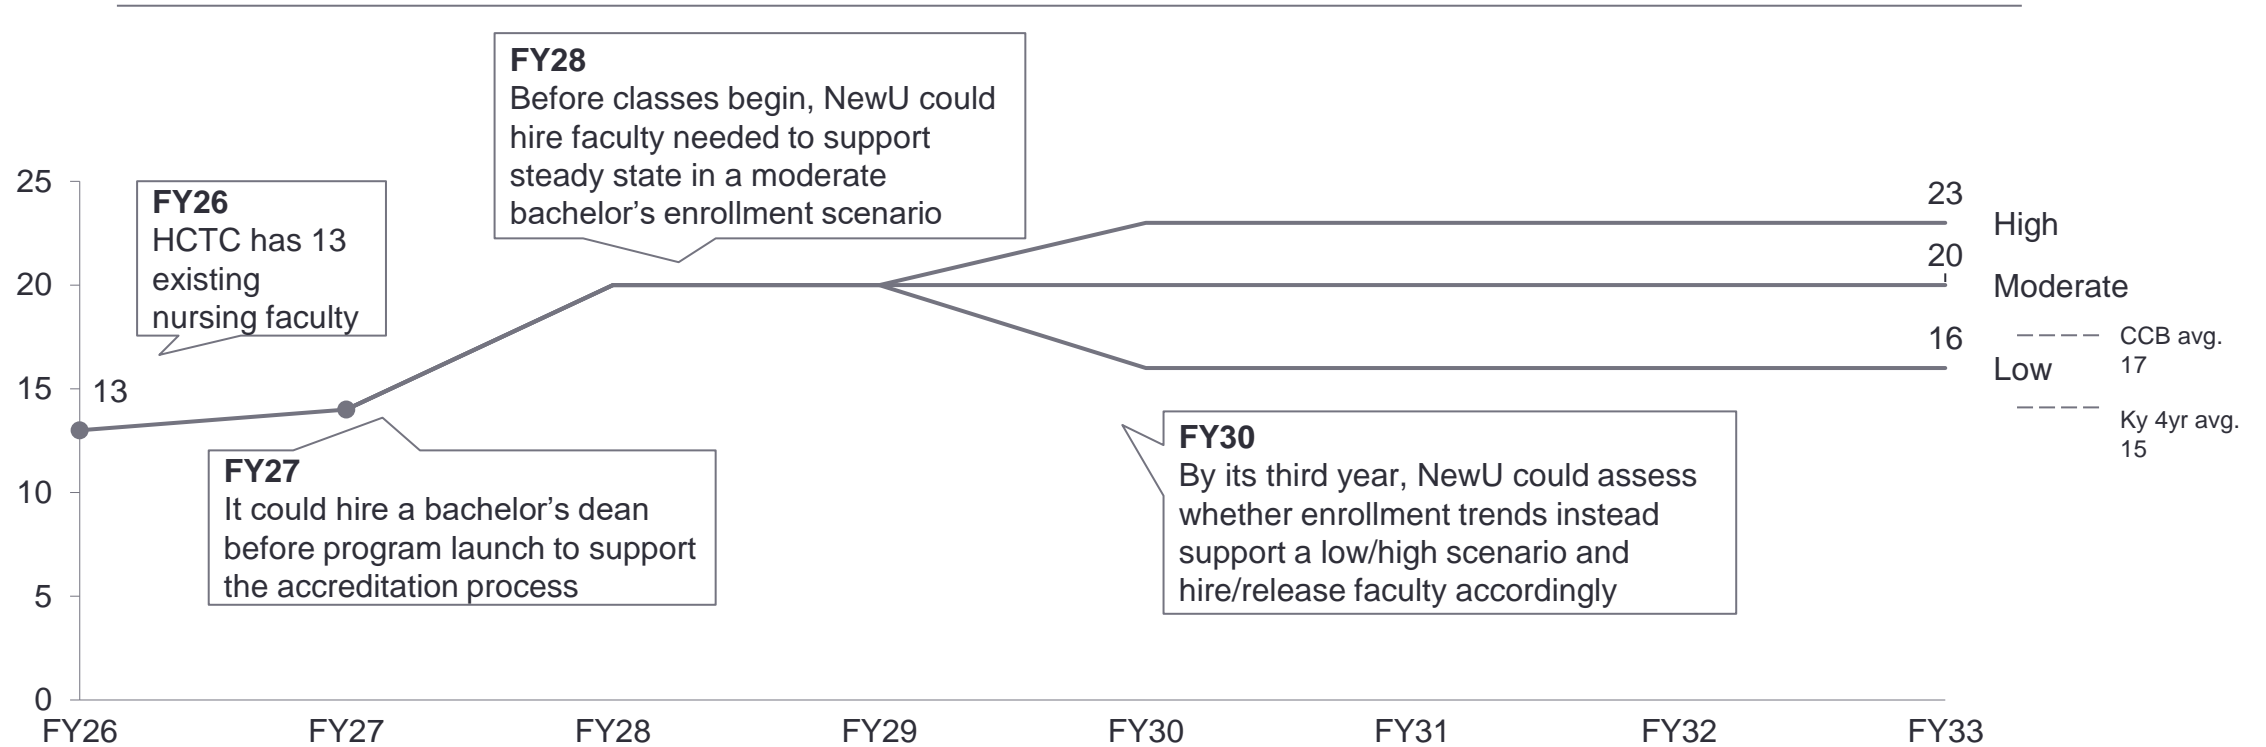 FY28
Before classes begin, NewU could
hire faculty needed to support
steady state in a moderate
bachelor’s enrollment scenario
FY26
HCTC has 13
existing
nursing faculty
25
20
15
10
5
0
13
23
High
20
Moderate
16
Low
CCB avg.
17
Ky 4yr avg.
15
FY27
It could hire a bachelor’s dean
before program launch to support
the accreditation process
FY30
By its third year, NewU could assess
whether enrollment trends instead
support a low/high scenario and
hire/release faculty accordingly
FY26 FY27 FY28 FY29 FY30 FY31 FY32 FY33